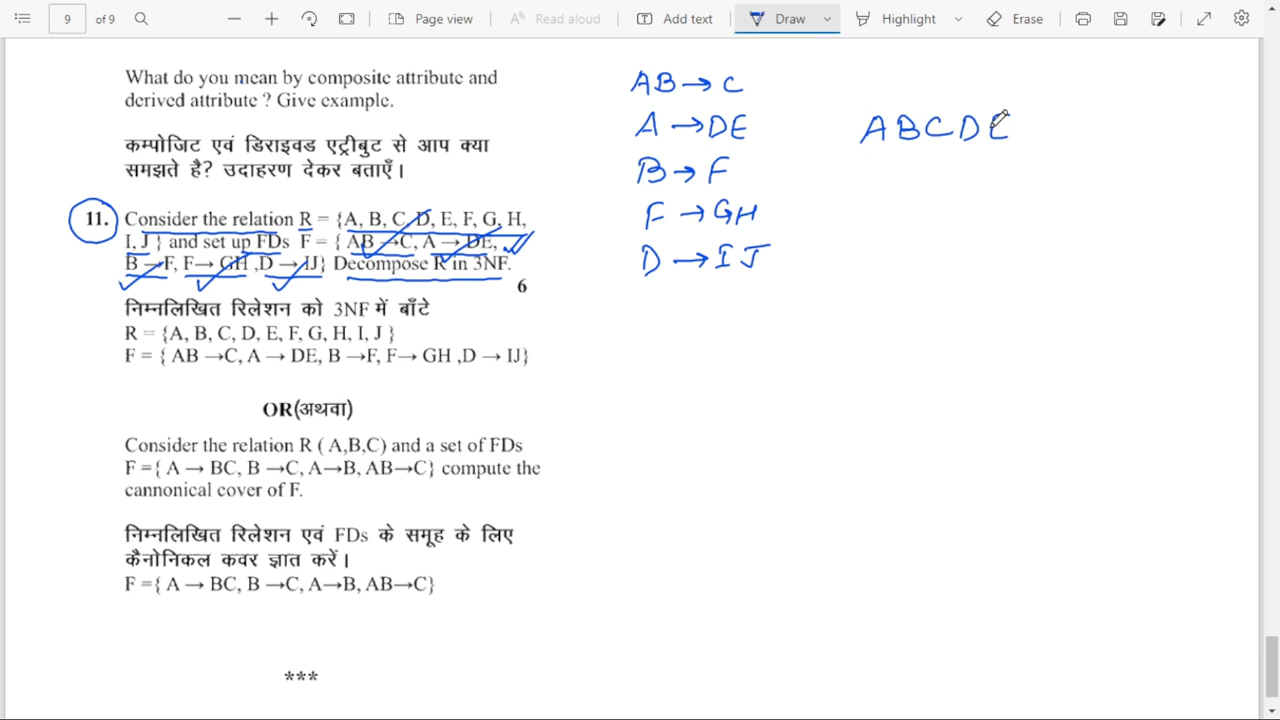 9 of 9 Page view Read aloud Add text Draw Highlight Erase
What do you mean by composite attribute and
derived attribute ? Give example.
कम्पोजिट एवं डिराइवड एट्रीबुट से आप क्या
समझते है? उदाहरण देकर बताएँ।
11. Consider the relation R = {A, B, C, D, E, F, G, H,
I, J } and set up FDs F = { AB →C, A → DE,
B →F, F→ GH ,D → IJ} Decompose R in 3NF.
6
निम्नलिखित रिलेशन को 3NF में बाँटे
R = {A, B, C, D, E, F, G, H, I, J }
F = { AB →C, A → DE, B →F, F→ GH ,D → IJ}
OR(अथवा)
Consider the relation R ( A,B,C) and a set of FDs
F ={ A → BC, B →C, A→B, AB→C} compute the
cannonical cover of F.
निम्नलिखित रिलेशन एवं FDs के समूह के लिए
कैनोनिकल कवर ज्ञात करें।
F ={ A → BC, B →C, A→B, AB→C}
***
AB → C
A → DE
B → F
F → GH
D → IJ
A B C D E